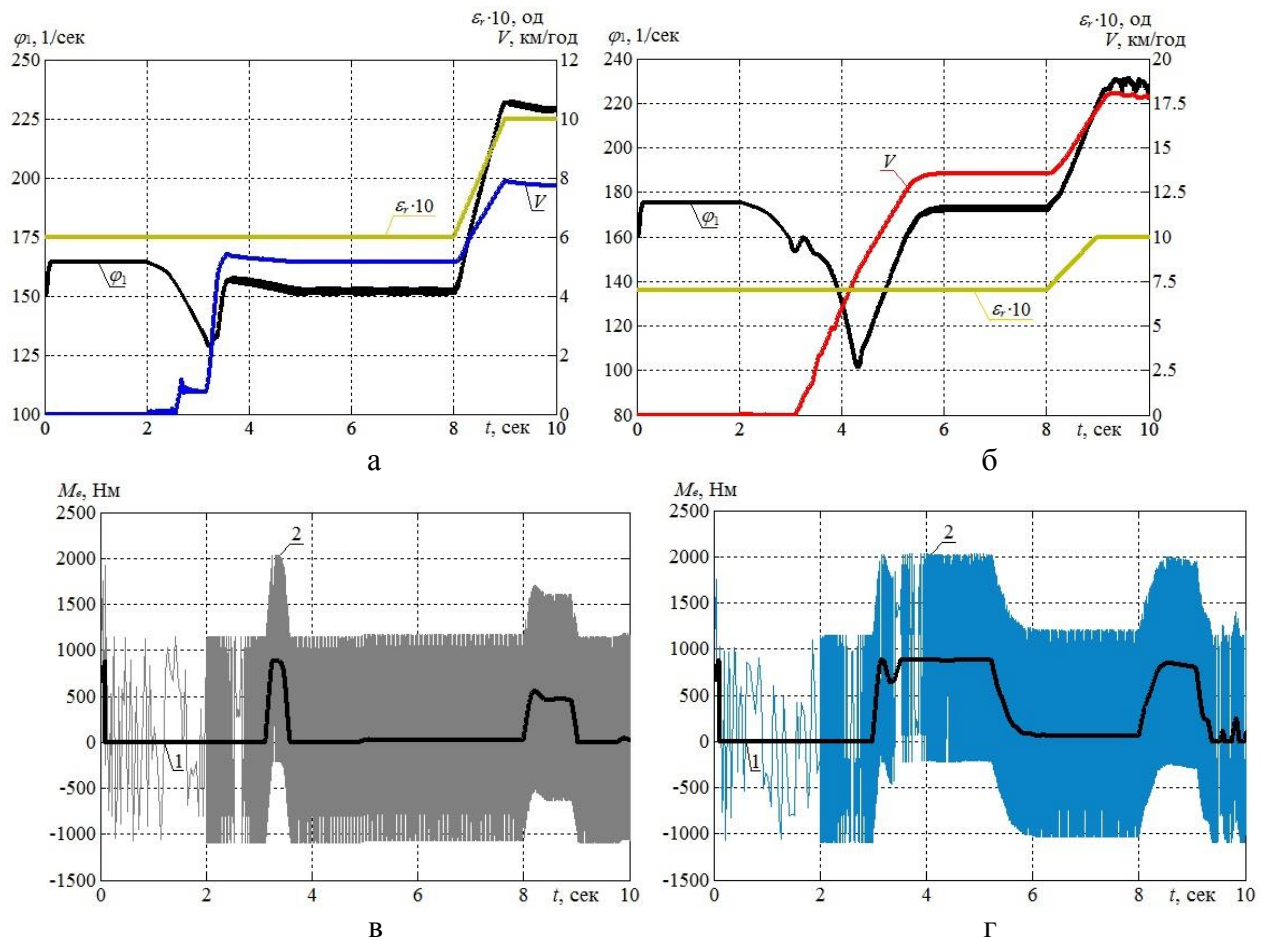 εr·10, од
φ1, 1/сек
V, км/год
250
225
200
175
150
125
100
12
10
8
6
4
2
0
εr·10
V
φ1
0 2 4 6 8 t, сек 10
а
εr·10, од
φ1, 1/сек
V, км/год
240
220
200
180
160
140
120
100
80
20
17.5
15
12.5
10
7.5
5
2.5
0
V
φ1
εr·10
0 2 4 6 8 t, сек 10
б
Me, Нм
2500
2000
1500
1000
500
0
-500
-1000
-1500
2
1
0 2 4 6 8 t, сек 10
в
Me, Нм
2500
2000
1500
1000
500
0
-500
-1000
-1500
2
1
0 2 4 6 8 t, сек 10
г